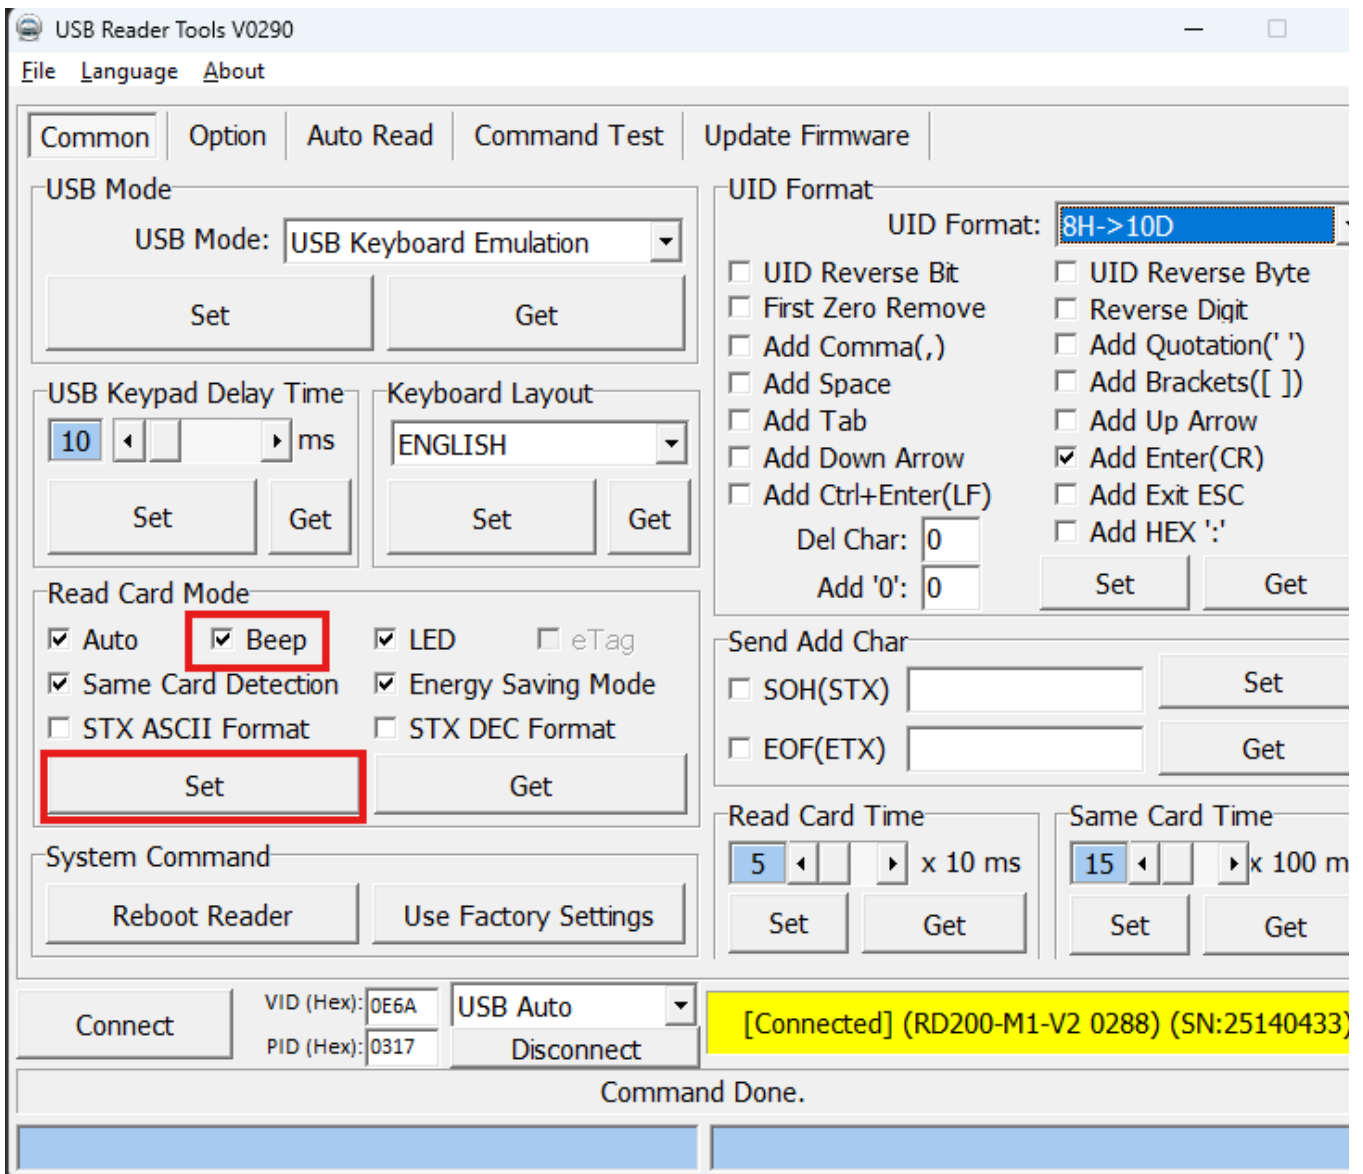 USB Reader Tools V0290
File Language About
Common Option Auto Read Command Test Update Firmware
USB Mode
USB Mode: USB Keyboard Emulation
Set Get
USB Keypad Delay Time
10 ms
Set Get
Keyboard Layout
ENGLISH
Set Get
Read Card Mode
Auto Beep LED eTag
Same Card Detection Energy Saving Mode
STX ASCII Format STX DEC Format
Set Get
System Command
Reboot Reader Use Factory Settings
UID Format
UID Format: 8H->10D
UID Reverse Bit UID Reverse Byte
First Zero Remove Reverse Digit
Add Comma(,) Add Quotation(' ')
Add Space Add Brackets([ ])
Add Tab Add Up Arrow
Add Down Arrow Add Enter(CR)
Add Ctrl+Enter(LF) Add Exit ESC
Del Char: 0 Add HEX ':'
Add '0': 0 Set Get
Send Add Char
SOH(STX) Set
EOF(ETX) Get
Read Card Time
5 x 10 ms
Set Get
Same Card Time
15 x 100 m
Set Get
Connect
VID (Hex): 0E6A USB Auto
PID (Hex): 0317 Disconnect
[Connected] (RD200-M1-V2 0288) (SN:25140433)
Command Done.